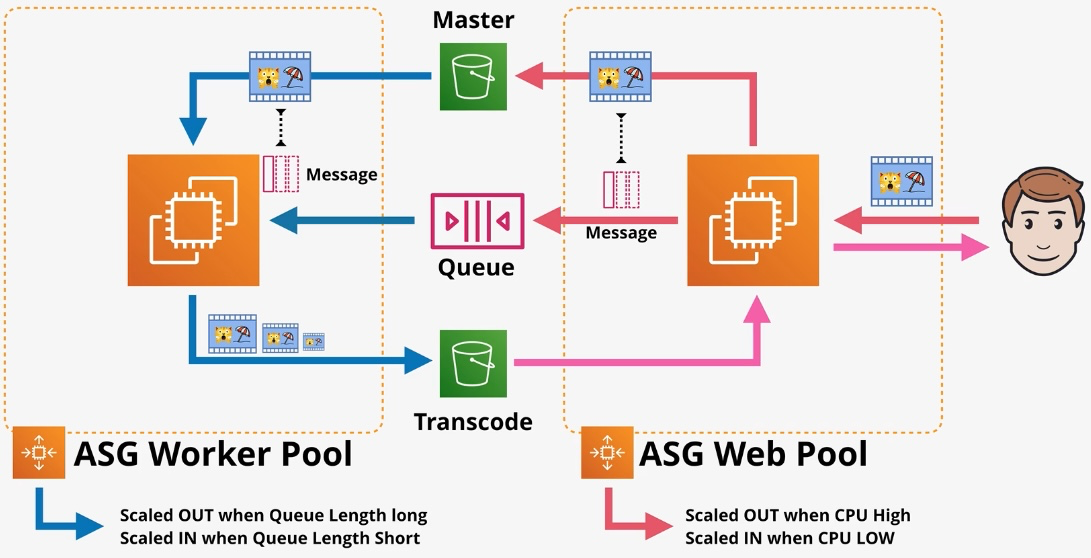 Master
Message
Message
Queue
Transcode
ASG Worker Pool
Scaled OUT when Queue Length long
Scaled IN when Queue Length Short
ASG Web Pool
Scaled OUT when CPU High
Scaled IN when CPU LOW